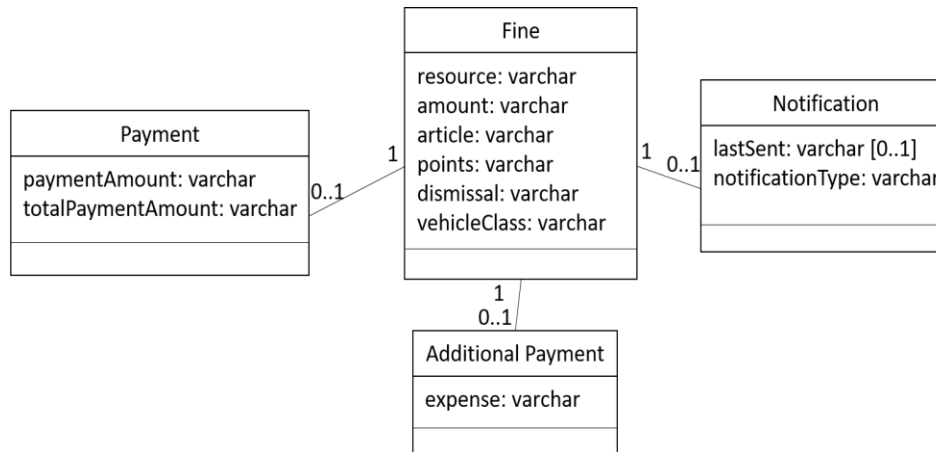 Fine
resource: varchar
amount: varchar
article: varchar
points: varchar
dismissal: varchar
vehicleClass: varchar
Payment
paymentAmount: varchar
totalPaymentAmount: varchar
1
0..1
Notification
lastSent: varchar [0..1]
notificationType: varchar
1
0..1
1
0..1
Additional Payment
expense: varchar